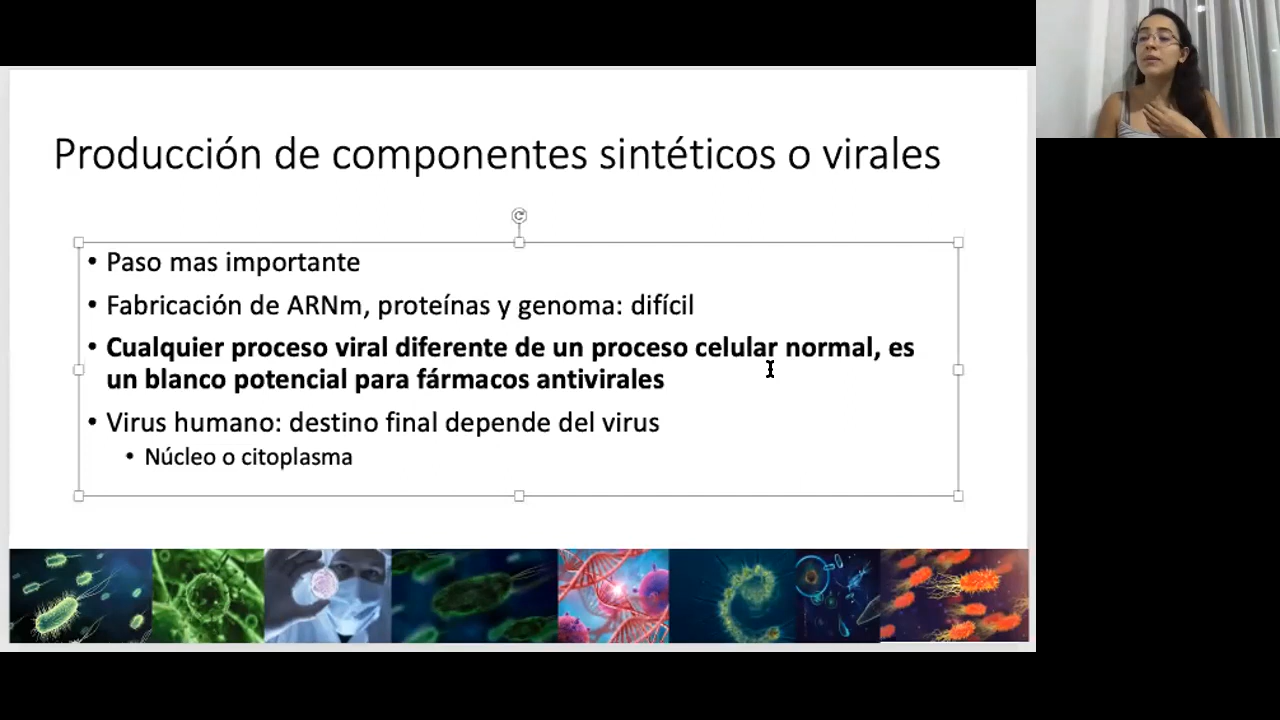 Producción de componentes sintéticos o virales
• Paso mas importante
• Fabricación de ARNm, proteínas y genoma: difícil
• Cualquier proceso viral diferente de un proceso celular normal, es
un blanco potencial para fármacos antivirales
• Virus humano: destino final depende del virus
• Núcleo o citoplasma